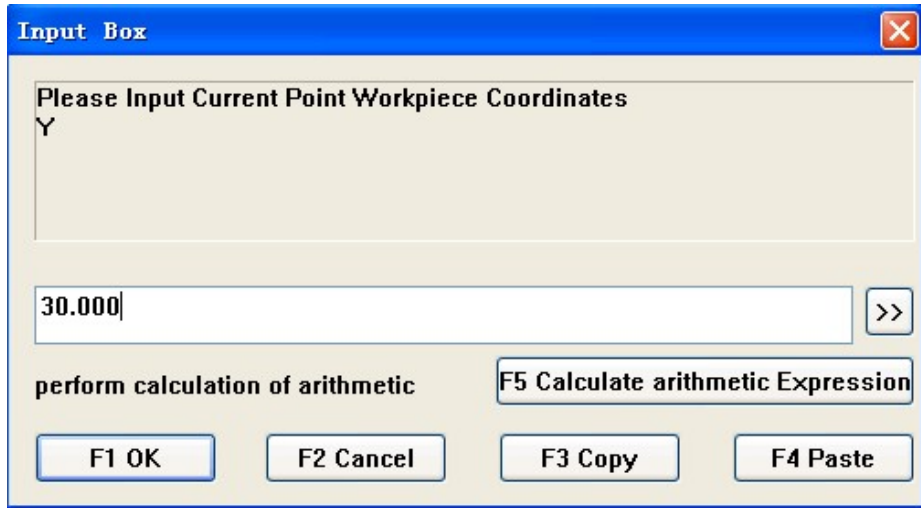 Input Box
Please Input Current Point Workpiece Coordinates
Y
30.000
>>
perform calculation of arithmetic
F5 Calculate arithmetic Expression
F1 OK
F2 Cancel
F3 Copy
F4 Paste